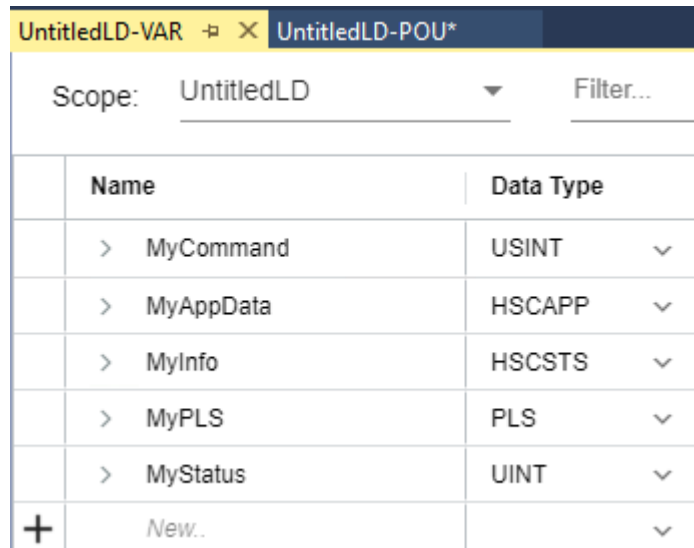 UntitledLD-VAR UntitledLD-POU*
Scope: UntitledLD Filter...
Name Data Type
MyCommand USINT
MyAppData HSCAPP
MyInfo HSCSTS
MyPLS PLS
MyStatus UINT
New..